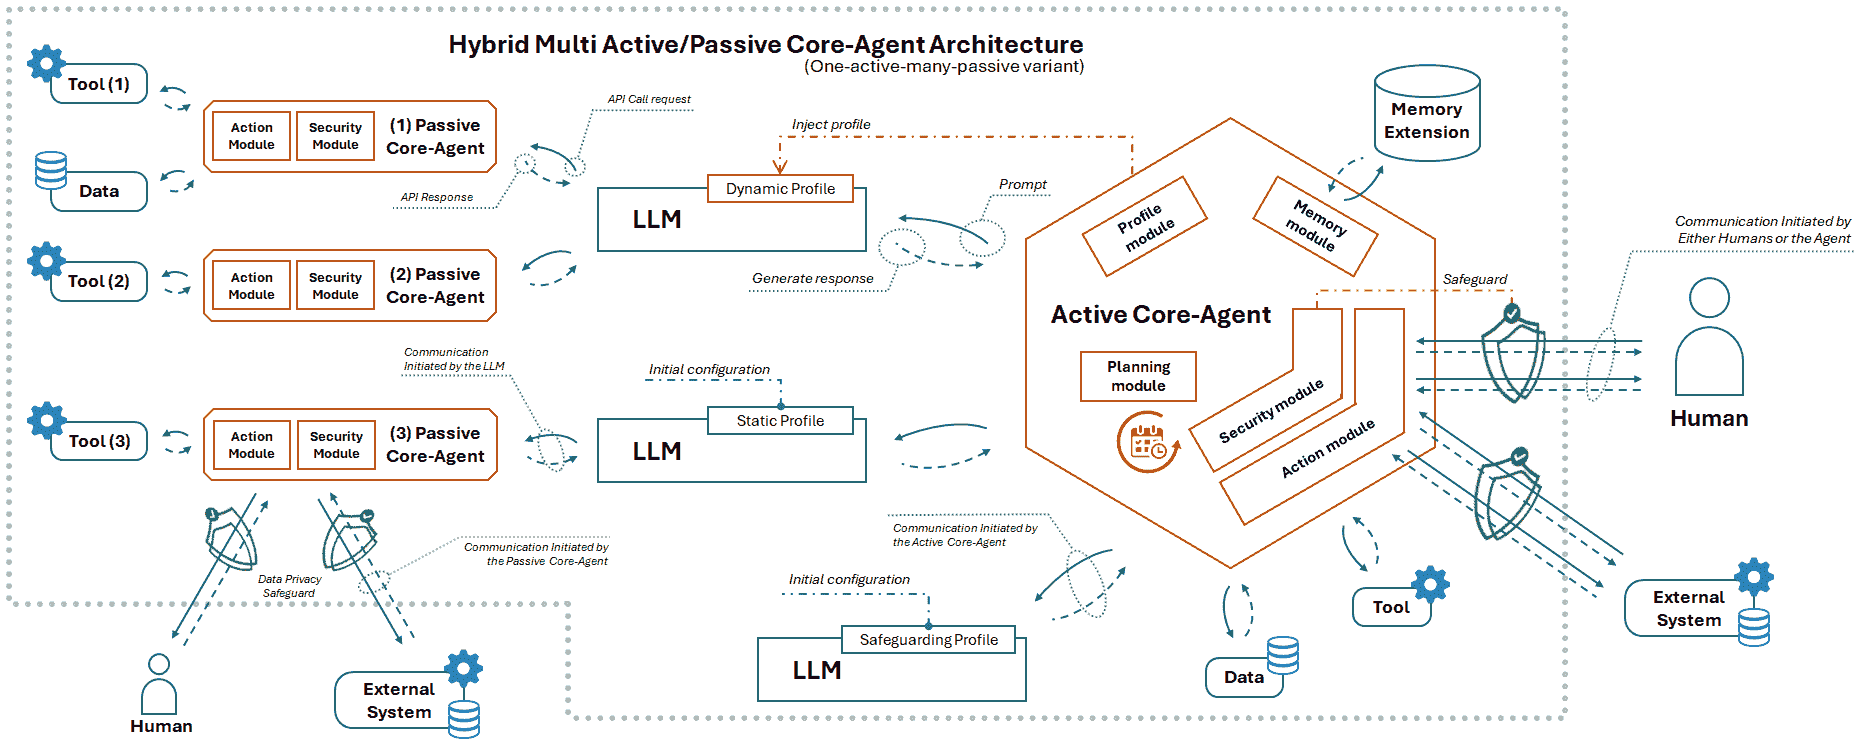 Hybrid Multi Active/Passive Core-Agent Architecture
(One-active-many-passive variant)
Tool (1)
Data
Tool (2)
Tool (3)
Action
Module
Security
Module
(1) Passive
Core-Agent
API Call request
API Response
Action
Module
Security
Module
(2) Passive
Core-Agent
Communication
Initiated by the LLM
Action
Module
Security
Module
(3) Passive
Core-Agent
Data Privacy
Safeguard
Communication Initiated by
the Passive Core-Agent
Human
External
System
Inject profile
Dynamic Profile
LLM
Prompt
Generate response
Initial configuration
Static Profile
LLM
Communication Initiated by
the Active Core-Agent
Initial configuration
Safeguarding Profile
LLM
Profile
module
Memory
module
Active Core-Agent
Planning
module
Security module
Action module
Memory
Extension
Safeguard
Communication Initiated by
Either Humans or the Agent
Human
External
System
Tool
Data